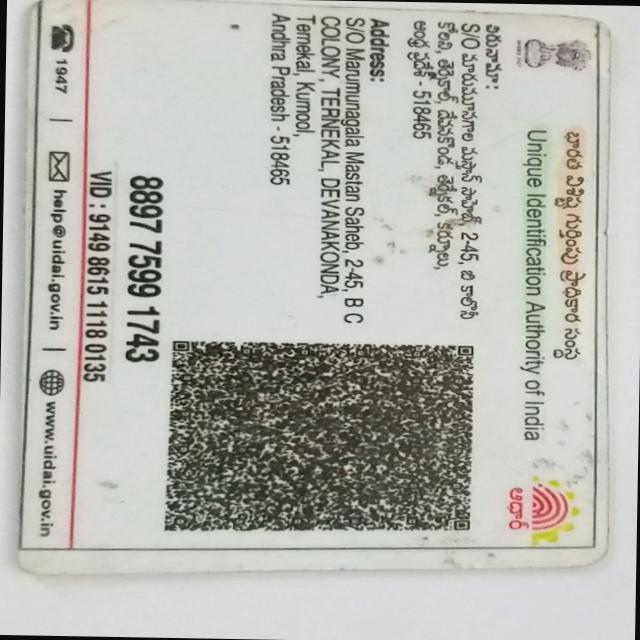 భారత విశిష్ట గుర్తింపు ప్రాధికార సంస్థ
Unique Identification Authority of India
ఆధార్
చిరునామా:
S/O మారుమూనగాల మస్తాన్ సాహెబ్, 2-45, బి కాలొని
కోలని, తెర్నెకల్, దేవనకొండ, తెర్నేకల్, కర్నూలు,
ఆంధ్ర ప్రదేశ్ - 518465
Address:
S/O Marumunagala Mastan Saheb, 2-45, B C
COLONY, TERNEKAL, DEVANAKONDA,
Ternekal, Kurnool,
Andhra Pradesh - 518465
8897 7599 1743
VID : 9149 8615 1118 0135
1947 | help@uidai.gov.in | www.uidai.gov.in